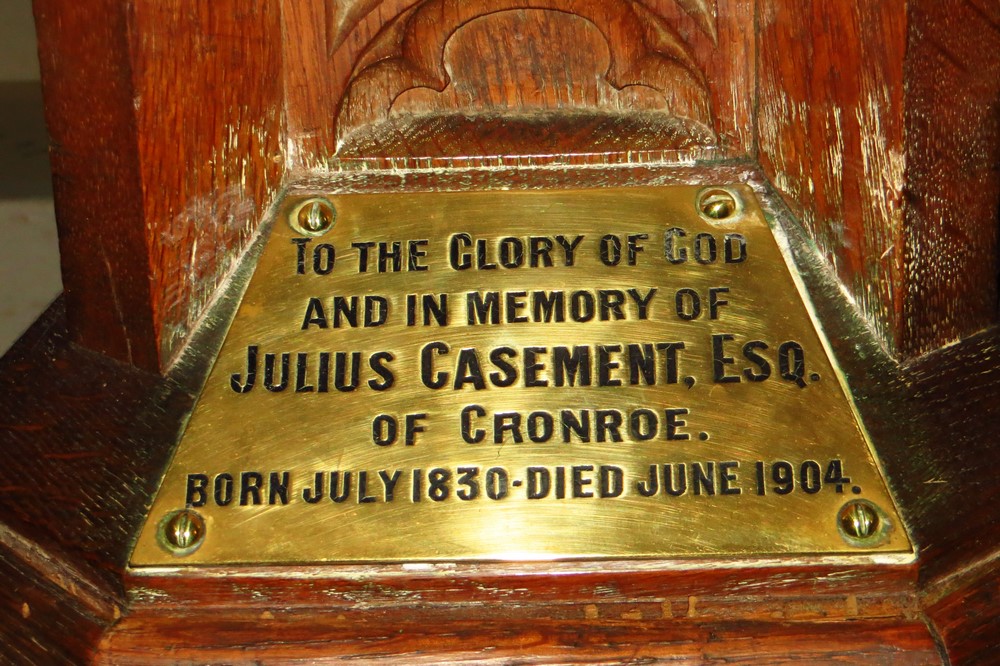 To the Glory of God
and in memory of
Julius Casement, Esq.
of Cronroe.
Born July 1830-Died June 1904.